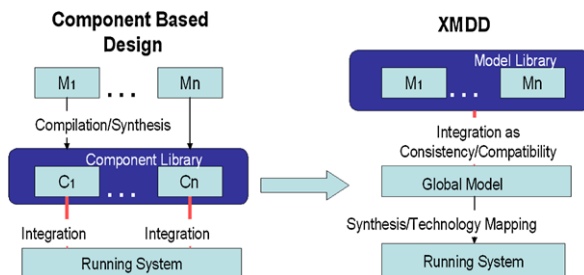 Component Based
Design
M1 ... Mn
Compilation/Synthesis
Component Library
C1 ... Cn
Integration Integration
Running System
XMDD
Model Library
M1 ... Mn
Integration as
Consistency/Compatibility
Global Model
Synthesis/Technology Mapping
Running System